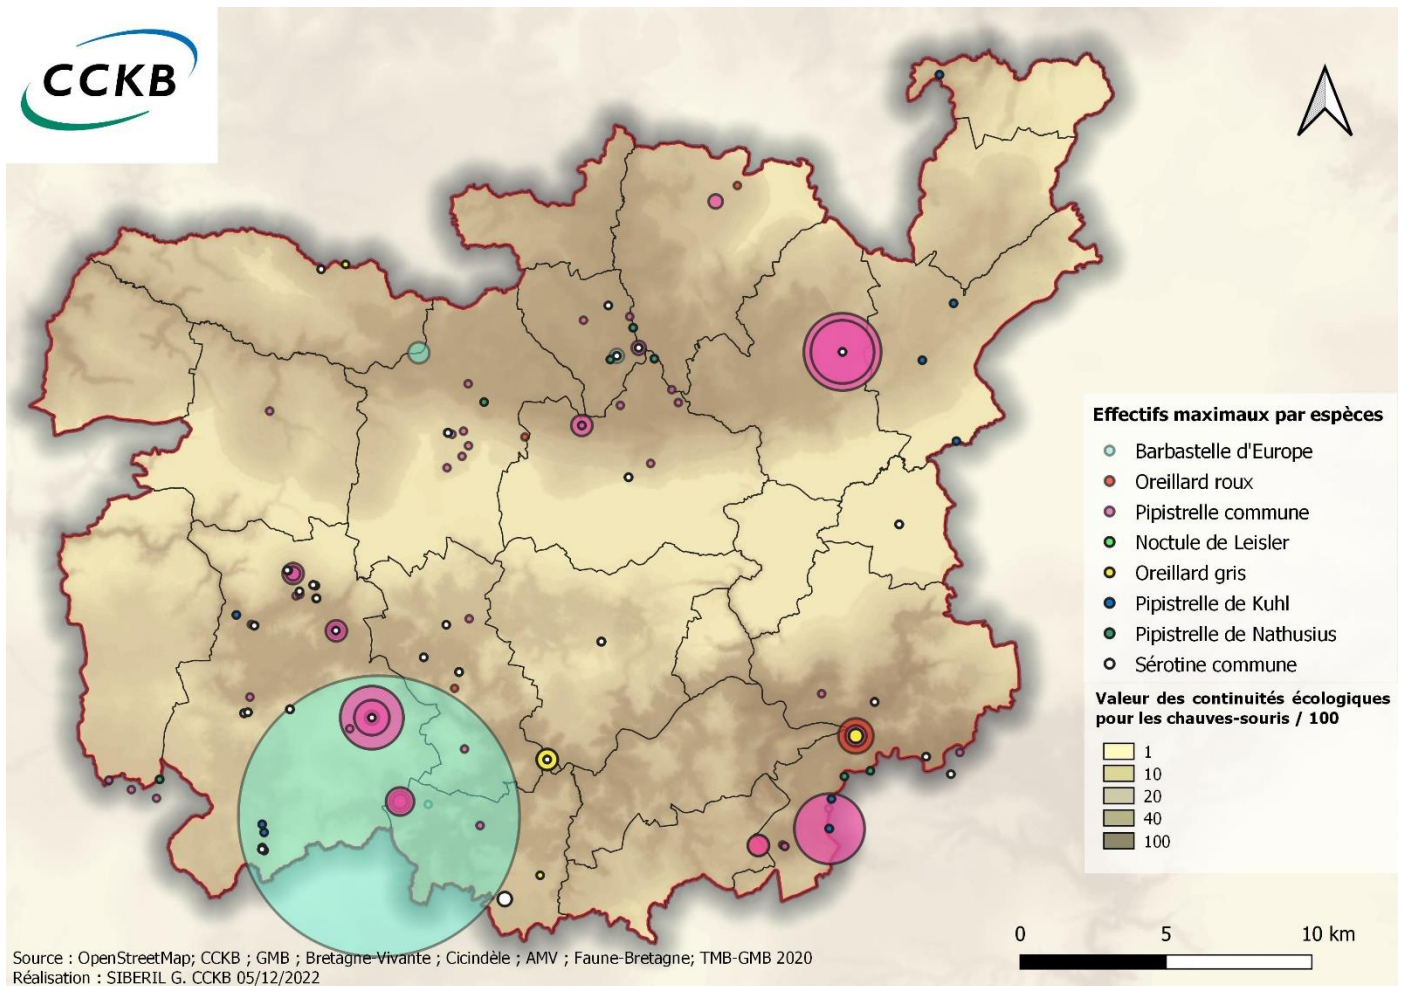 CCKB
Effectifs maximaux par espèces
Barbastelle d'Europe
Oreillard roux
Pipistrelle commune
Noctule de Leisler
Oreillard gris
Pipistrelle de Kuhl
Pipistrelle de Nathusius
Sérotine commune
Valeur des continuités écologiques
pour les chauves-souris / 100
1
10
20
40
100
0 5 10 km
Source : OpenStreetMap; CCKB ; GMB ; Bretagne-Vivante ; Cicindèle ; AMV ; Faune-Bretagne; TMB-GMB 2020
Réalisation : SIBERIL G. CCKB 05/12/2022